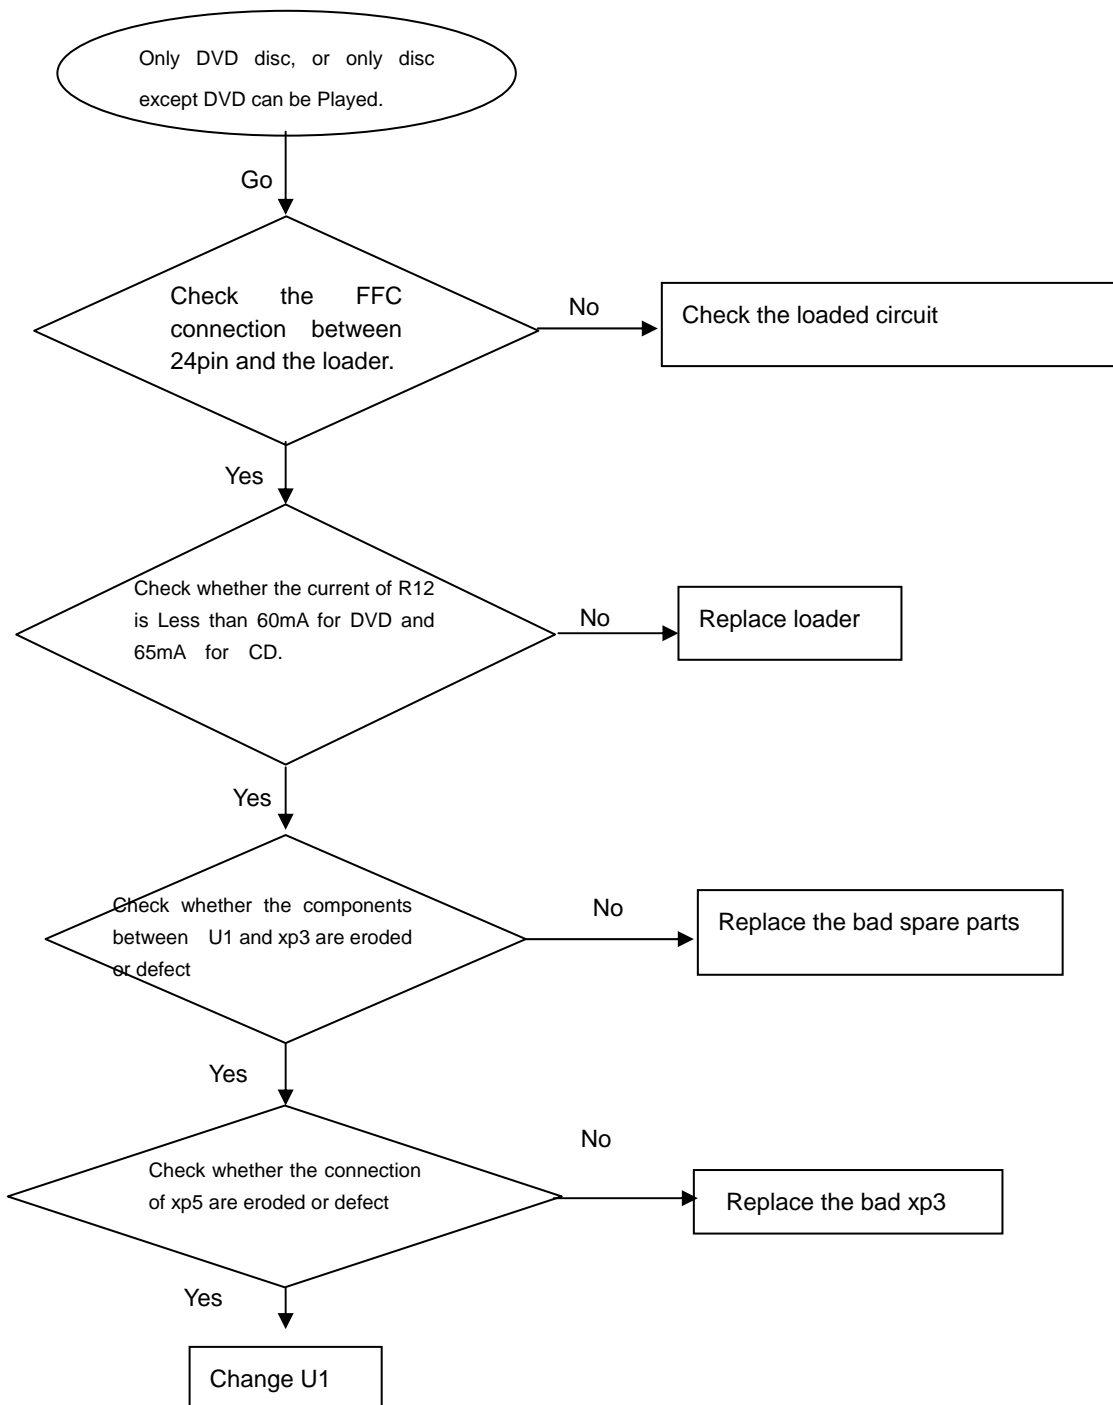 Only DVD disc, or only disc
except DVD can be Played.
Go
Check the FFC
connection between
24pin and the loader.
No
Check the loaded circuit
Yes
Check whether the current of R12
is Less than 60mA for DVD and
65mA for CD.
No
Replace loader
Yes
Check whether the components
between U1 and xp3 are eroded
or defect
No
Replace the bad spare parts
Yes
Check whether the connection
of xp5 are eroded or defect
No
Replace the bad xp3
Yes
Change U1